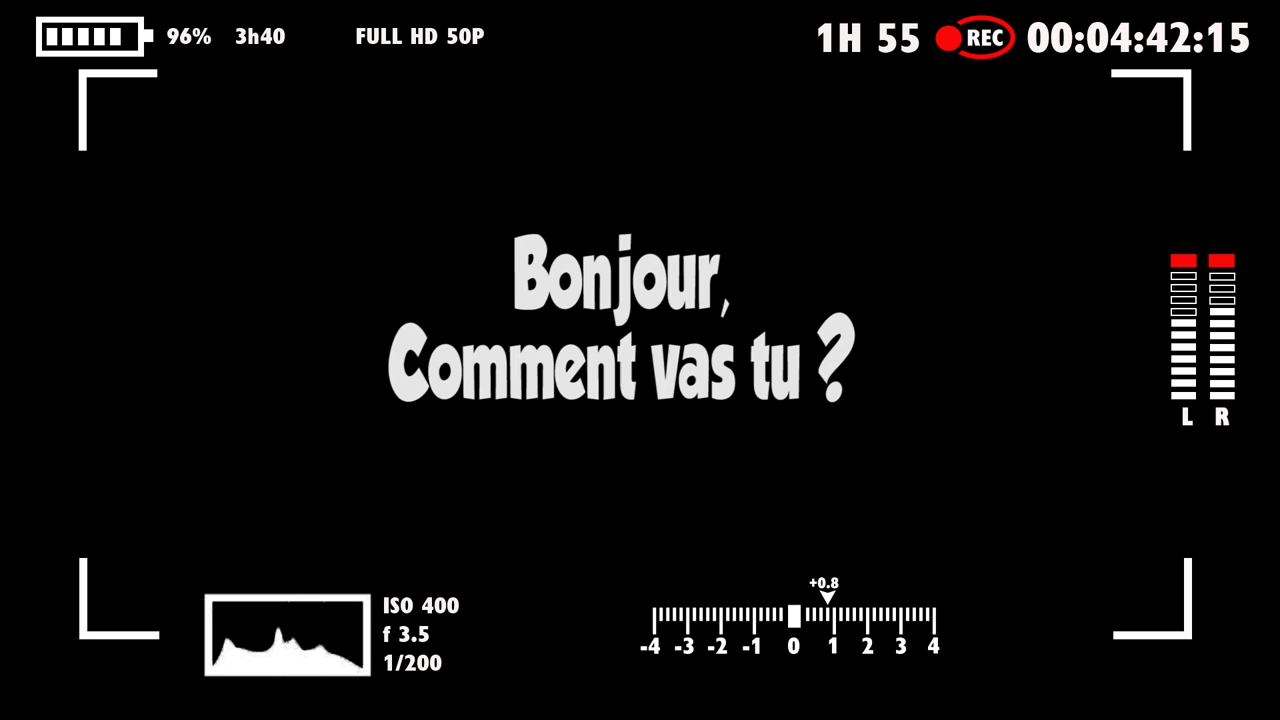 96% 3h40 FULL HD 50P 1H 55 REC 00:04:42:15
Bonjour,
Comment vas tu ?
L R
+0.8
ISO 400
f 3.5
1/200
-4 -3 -2 -1 0 1 2 3 4